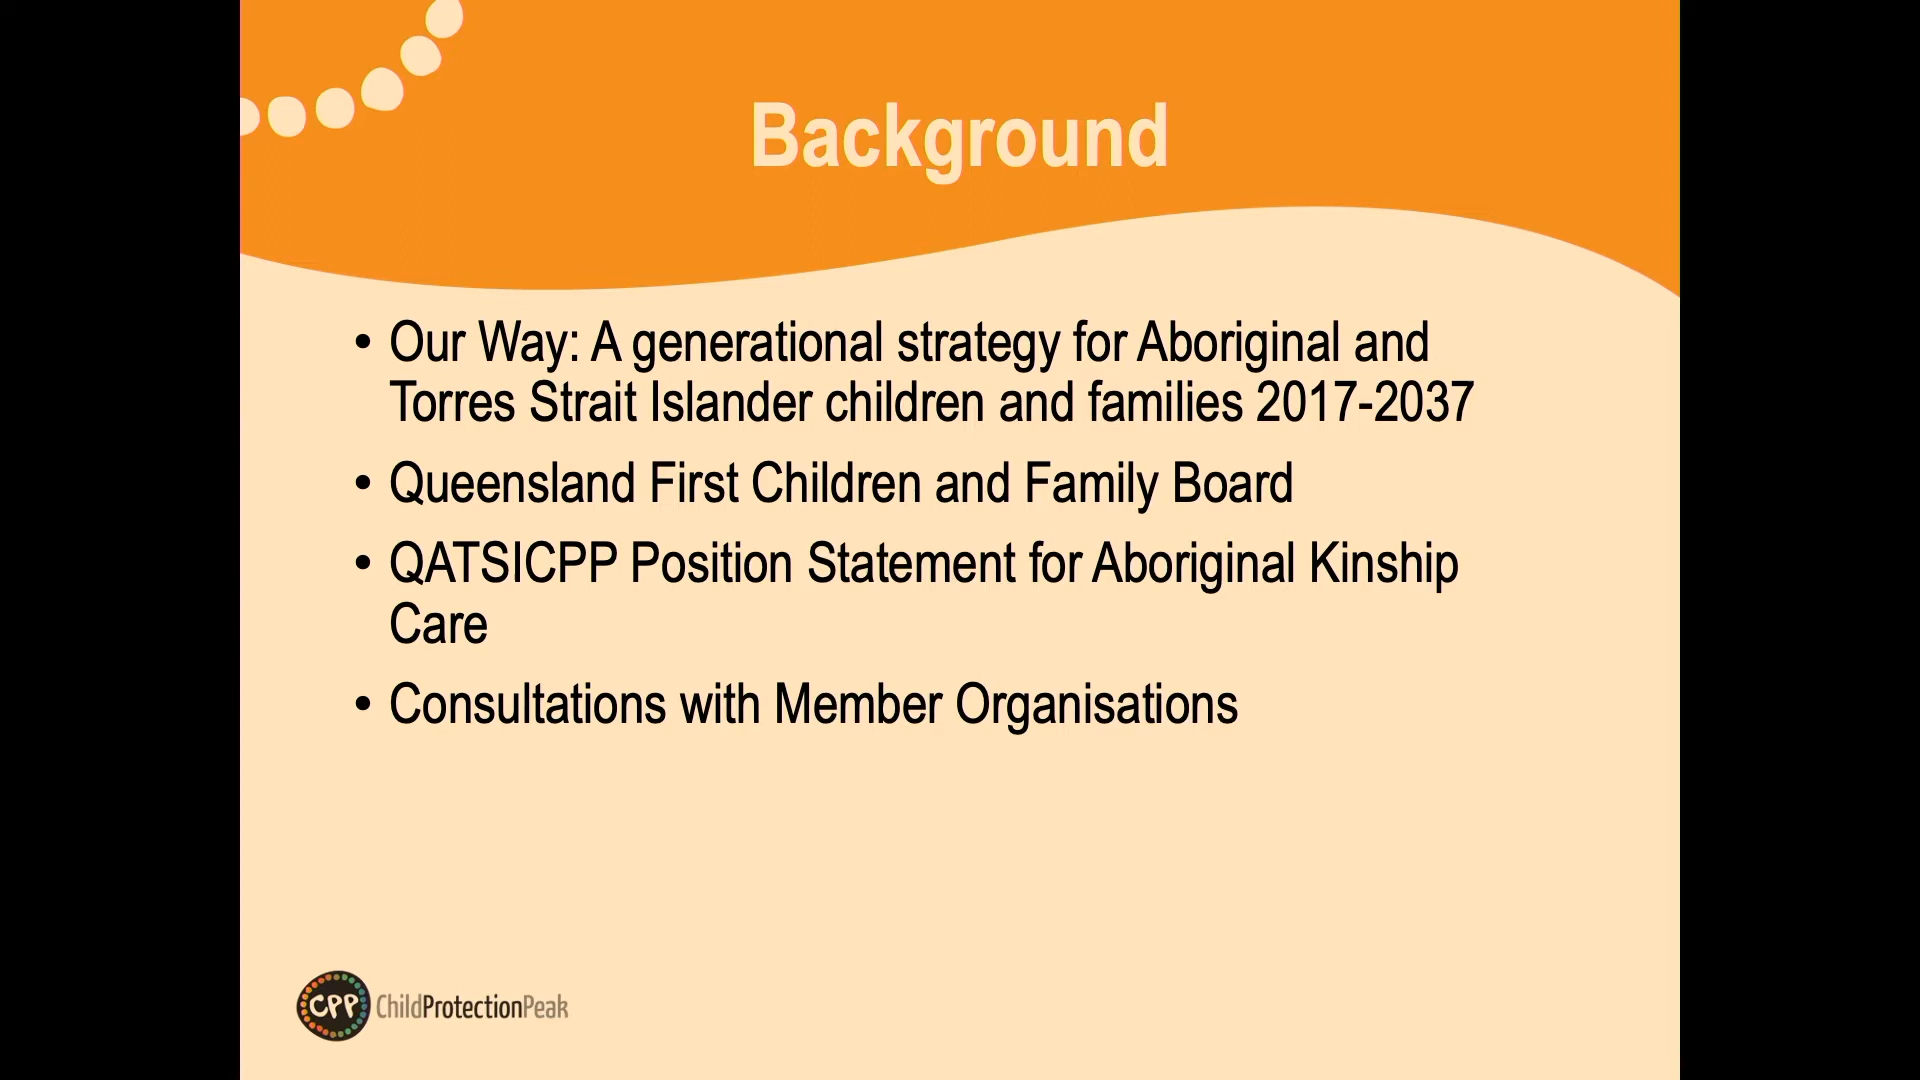 Background
• Our Way: A generational strategy for Aboriginal and
Torres Strait Islander children and families 2017-2037
• Queensland First Children and Family Board
• QATSICPP Position Statement for Aboriginal Kinship
Care
• Consultations with Member Organisations
CPP ChildProtectionPeak